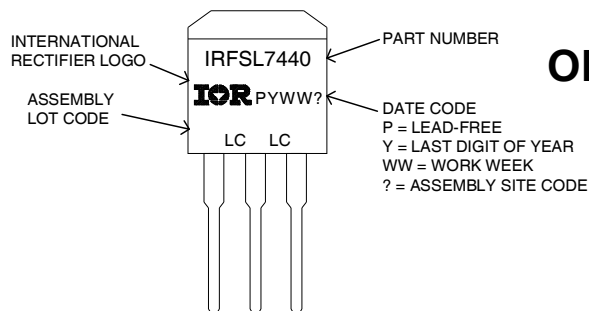 INTERNATIONAL
RECTIFIER LOGO
ASSEMBLY
LOT CODE
IRFSL7440
IOR PYWW?
LC LC
PART NUMBER
DATE CODE
P = LEAD-FREE
Y = LAST DIGIT OF YEAR
WW = WORK WEEK
? = ASSEMBLY SITE CODE